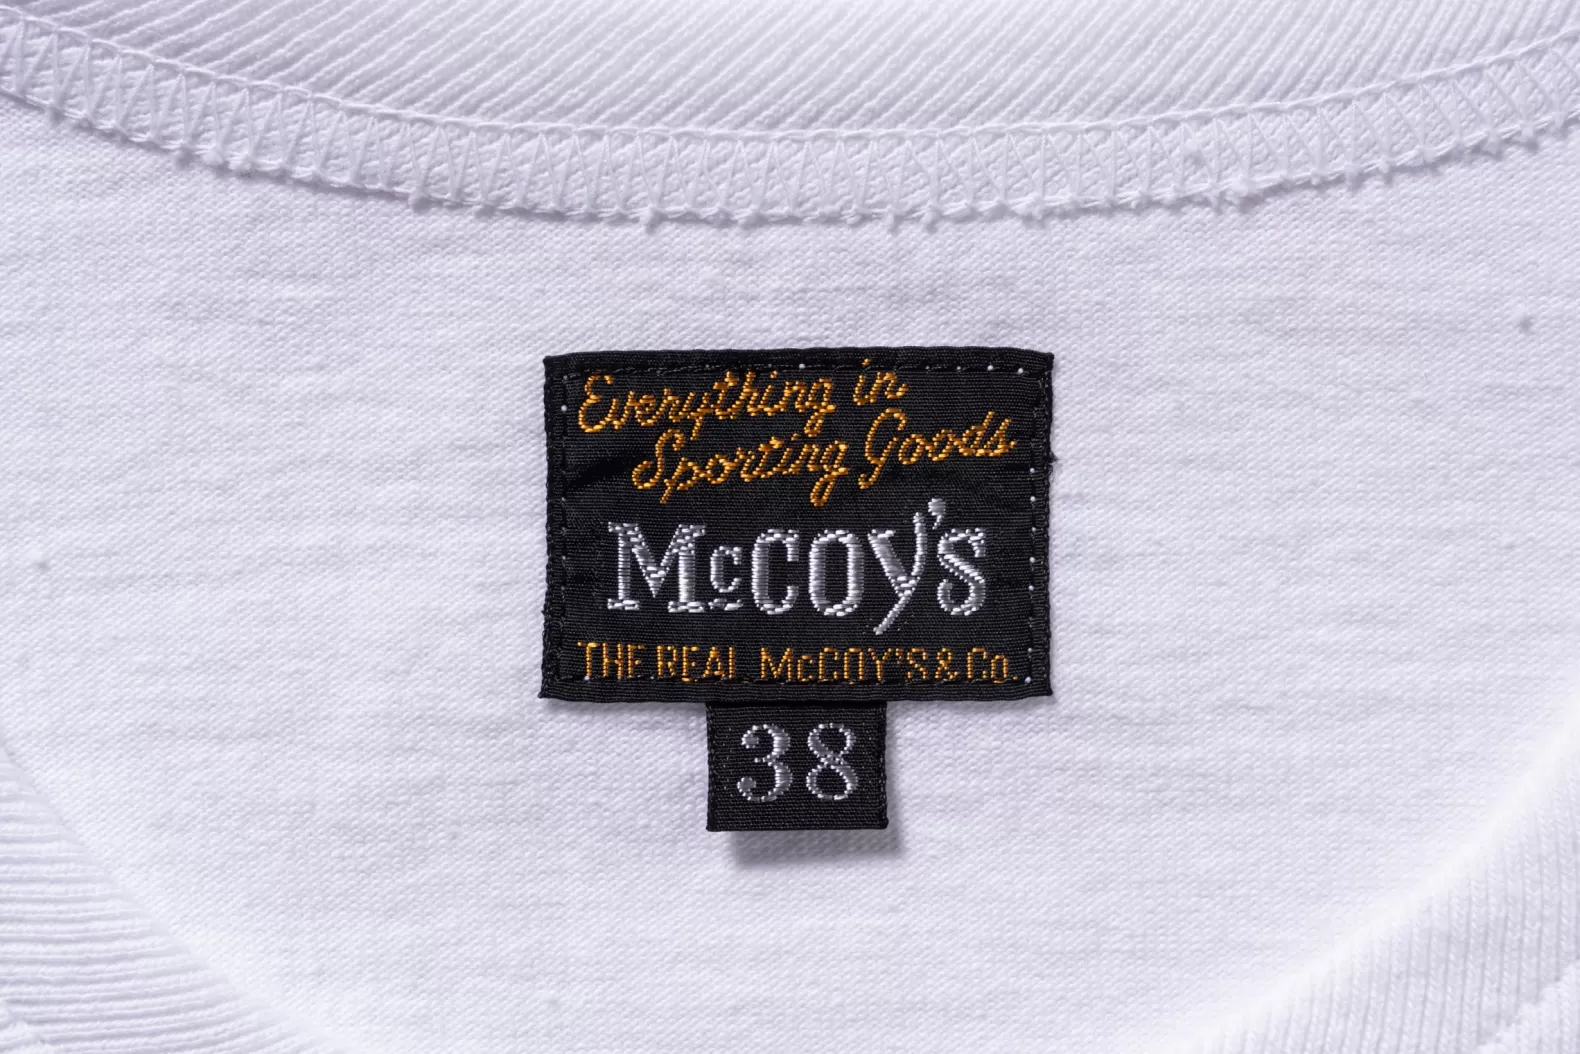 Everything in
Sporting Goods.
McCOY'S
THE REAL McCOY'S & Co.
38